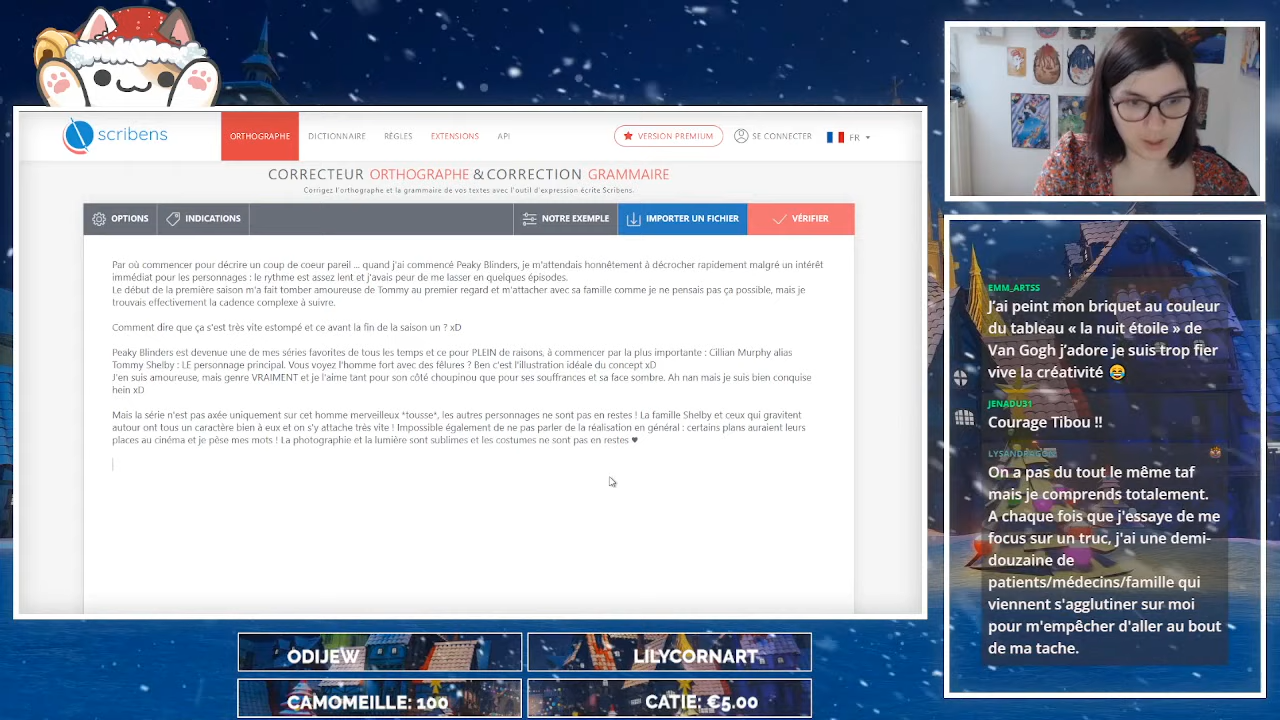 scribens
ORTHOGRAPHE
DICTIONNAIRE
RÈGLES
EXTENSIONS
API
VERSION PREMIUM
SE CONNECTER
FR
CORRECTEUR ORTHOGRAPHE & CORRECTION GRAMMAIRE
Corrigez l'orthographe et la grammaire de vos textes avec l'outil d'expression écrite Scribens.
OPTIONS
INDICATIONS
NOTRE EXEMPLE
IMPORTER UN FICHIER
VÉRIFIER
Par où commencer pour décrire un coup de coeur pareil ... quand j'ai commencé Peaky Blinders, je m'attendais honnêtement à décrocher rapidement malgré un intérêt
immédiat pour les personnages : le rythme est assez lent et j'avais peur de me lasser en quelques épisodes.
Le début de la première saison m'a fait tomber amoureuse de Tommy au premier regard et m'attacher avec sa famille comme je ne pensais pas ça possible, mais je
trouvais effectivement la cadence complexe à suivre.
Comment dire que ça s'est très vite estompé et ce avant la fin de la saison un ? xD
Peaky Blinders est devenue une de mes séries favorites de tous les temps et ce pour PLEIN de raisons, à commencer par la plus importante : Cillian Murphy alias
Tommy Shelby : LE personnage principal. Vous voyez l'homme fort avec des fêlures ? Ben c'est l'illustration idéale du concept xD
J'en suis amoureuse, mais genre VRAIMENT et je l'aime tant pour son côté choupinou que pour ses souffrances et sa face sombre. Ah nan mais je suis bien conquise
hein xD
Mais la série n'est pas axée uniquement sur cet homme merveilleux *tousse*, les autres personnages ne sont pas en restes ! La famille Shelby et ceux qui gravitent
autour ont tous un caractère bien à eux et on s'y attache très vite ! Impossible également de ne pas parler de la réalisation en général : certains plans auraient leurs
places au cinéma et je pèse mes mots ! La photographie et la lumière sont sublimes et les costumes ne sont pas en restes ♥
EMM_ARTSS
J'ai peint mon briquet au couleur
du tableau « la nuit étoile » de
Van Gogh j'adore je suis trop fier
vive la créativité 😂
JENADU31
Courage Tibou !!
LYSANDRAGON
On a pas du tout le même taf
mais je comprends totalement.
A chaque fois que j'essaye de me
focus sur un truc, j'ai une demi-
douzaine de
patients/médecins/famille qui
viennent s'agglutiner sur moi
pour m'empêcher d'aller au bout
de ma tache.
ODIJEW
LILYCORNART
CAMOMEILLE: 100
CATIE: €5.00